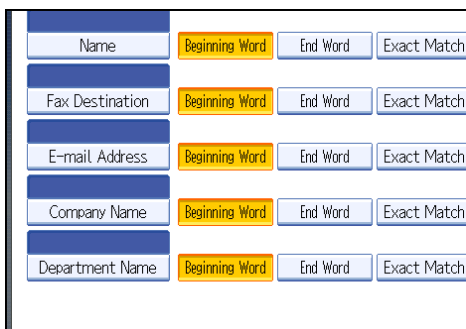 Name Beginning Word End Word Exact Match
Fax Destination Beginning Word End Word Exact Match
E-mail Address Beginning Word End Word Exact Match
Company Name Beginning Word End Word Exact Match
Department Name Beginning Word End Word Exact Match